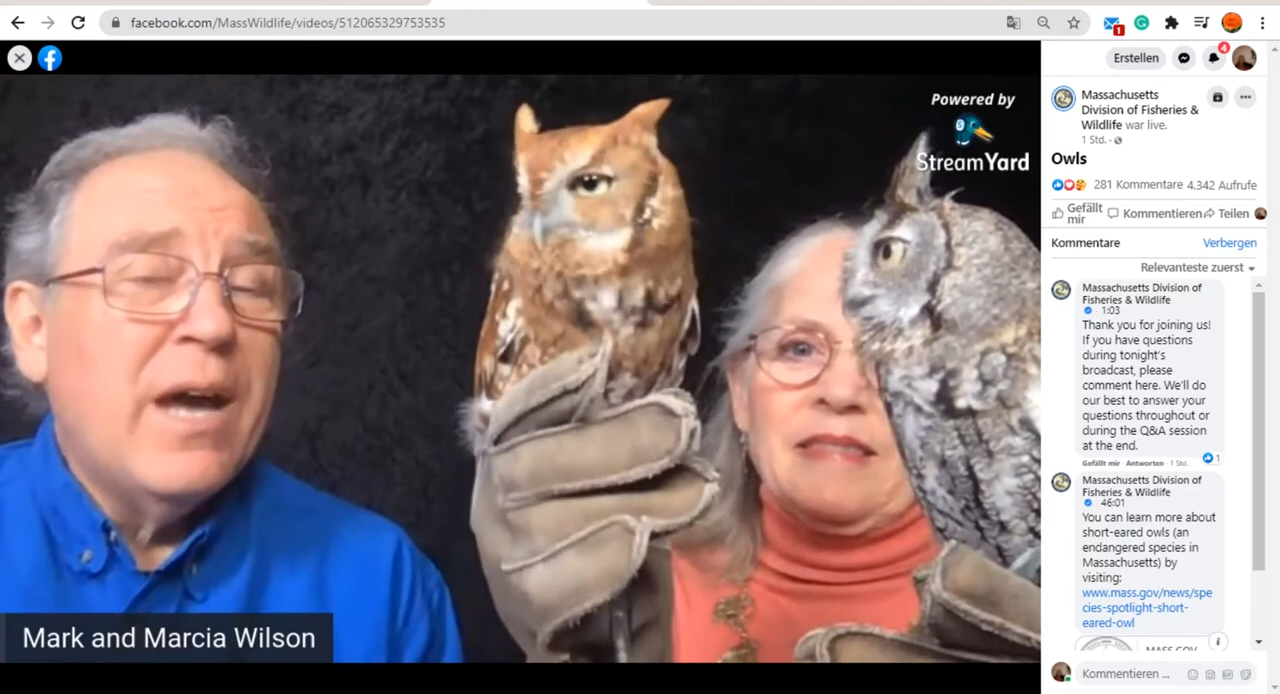 facebook.com/MassWildlife/videos/512065329753535
1
Erstellen
4
Powered by
StreamYard
Mark and Marcia Wilson
Massachusetts
Division of Fisheries &
Wildlife war live.
1 Std. ·
Owls
281 Kommentare 4.342 Aufrufe
Gefällt
mir
Kommentieren
Teilen
Kommentare
Verbergen
Relevanteste zuerst
Massachusetts Division of
Fisheries & Wildlife
1:03
Thank you for joining us!
If you have questions
during tonight's
broadcast, please
comment here. We'll do
our best to answer your
questions throughout or
during the Q&A session
at the end.
1
Gefällt mir · Antworten · 1 Std.
Massachusetts Division of
Fisheries & Wildlife
46:01
You can learn more about
short-eared owls (an
endangered species in
Massachusetts) by
visiting:
www.mass.gov/news/spe
cies-spotlight-short-
eared-owl
MASS.GOV
Kommentieren ...